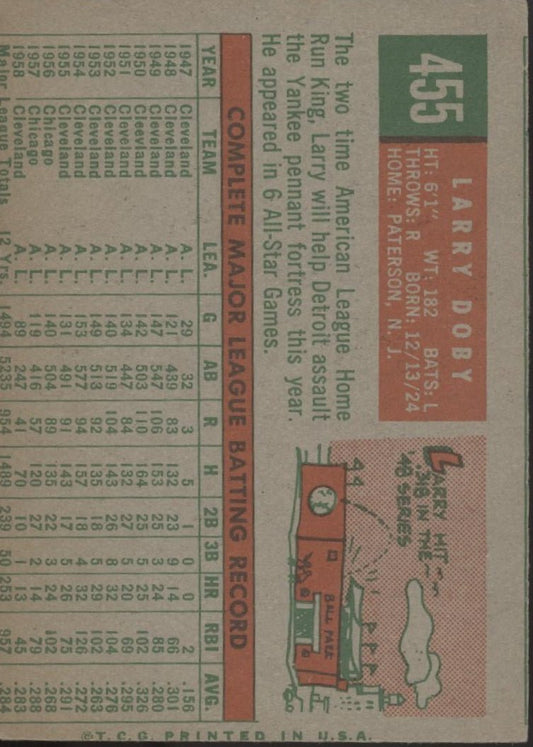 455
LARRY DOBY
HT: 6'1" WT: 182 BATS: L
THROWS: R BORN: 12/13/24
HOME: PATERSON, N. J.
The two time American League Home
Run King, Larry will help Detroit assault
the Yankee pennant fortress this year.
He appeared in 6 All-Star Games.
LARRY HIT
.318 IN THE
'48 SERIES
BALL PARK
COMPLETE MAJOR LEAGUE BATTING RECORD
YEAR TEAM LEA. G AB R H 2B 3B HR RBI AVG.
1947 Cleveland A. L. 29 32 3 5 1 0 0 2 .156
1948 Cleveland A. L. 121 439 83 132 23 9 14 66 .301
1949 Cleveland A. L. 147 547 106 153 25 3 24 85 .280
1950 Cleveland A. L. 142 503 110 164 25 5 25 102 .326
1951 Cleveland A. L. 134 447 84 132 27 5 20 69 .295
1952 Cleveland A. L. 140 519 104 143 26 8 32 104 .276
1953 Cleveland A. L. 149 513 92 135 18 5 29 102 .263
1954 Cleveland A. L. 153 577 94 157 18 4 32 126 .272
1955 Cleveland A. L. 131 491 91 143 17 5 26 75 .291
1956 Chicago A. L. 140 504 89 135 22 3 24 102 .268
1957 Chicago A. L. 119 416 57 120 27 2 14 79 .288
1958 Cleveland A. L. 89 247 41 70 10 1 13 45 .283
Major League Totals 12 Yrs. 1494 5235 954 1489 239 50 253 957 .284
©T.C.G. PRINTED IN U.S.A.